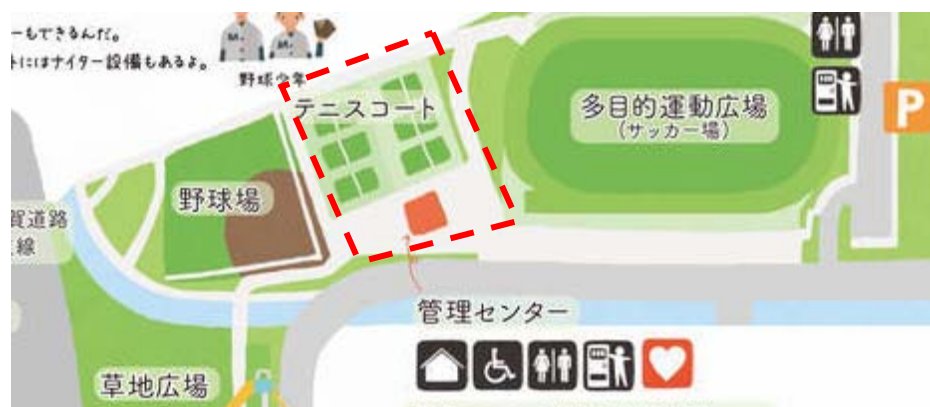 ーもできるんだ。
トにはナイター設備もあるよ。
野球少年
テニスコート
多目的運動広場
(サッカー場)
P
野球場
賀道路
線
管理センター
草地広場